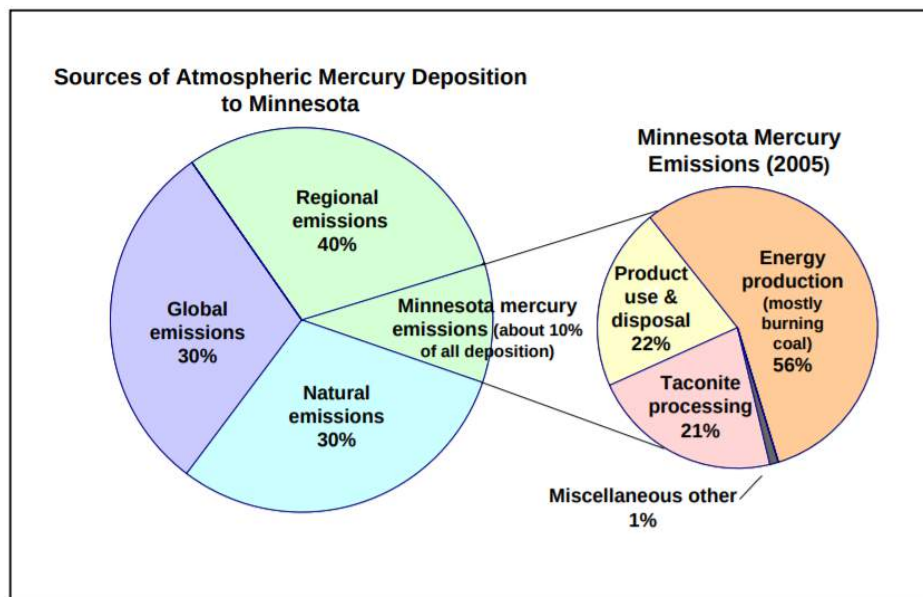 Sources of Atmospheric Mercury Deposition
to Minnesota
Regional
emissions
40%
Global
emissions
30%
Minnesota mercury
emissions (about 10%
of all deposition)
Natural
emissions
30%
Minnesota Mercury
Emissions (2005)
Energy
production
(mostly
burning
coal)
56%
Product
use &
disposal
22%
Taconite
processing
21%
Miscellaneous other
1%